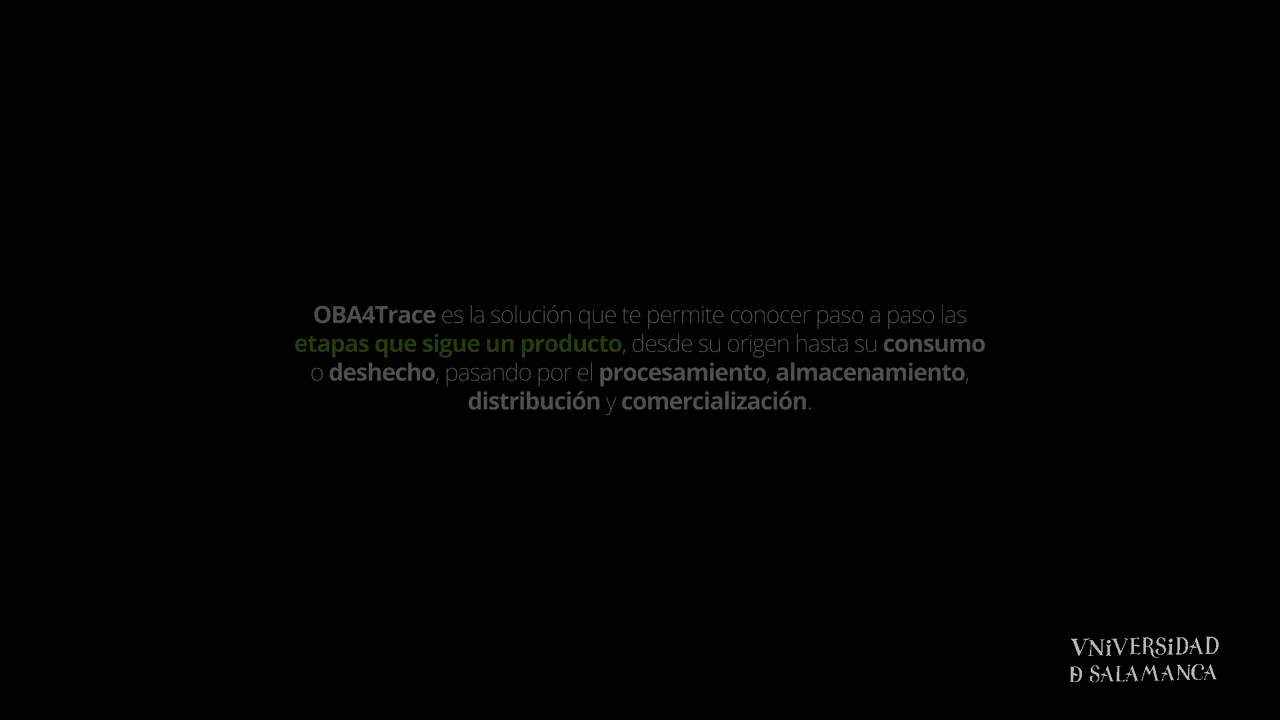 OBA4Trace es la solución que te permite conocer paso a paso las
etapas que sigue un producto, desde su origen hasta su consumo
o deshecho, pasando por el procesamiento, almacenamiento,
distribución y comercialización.
VNiVERSiDAD
Ð SALAMANCA